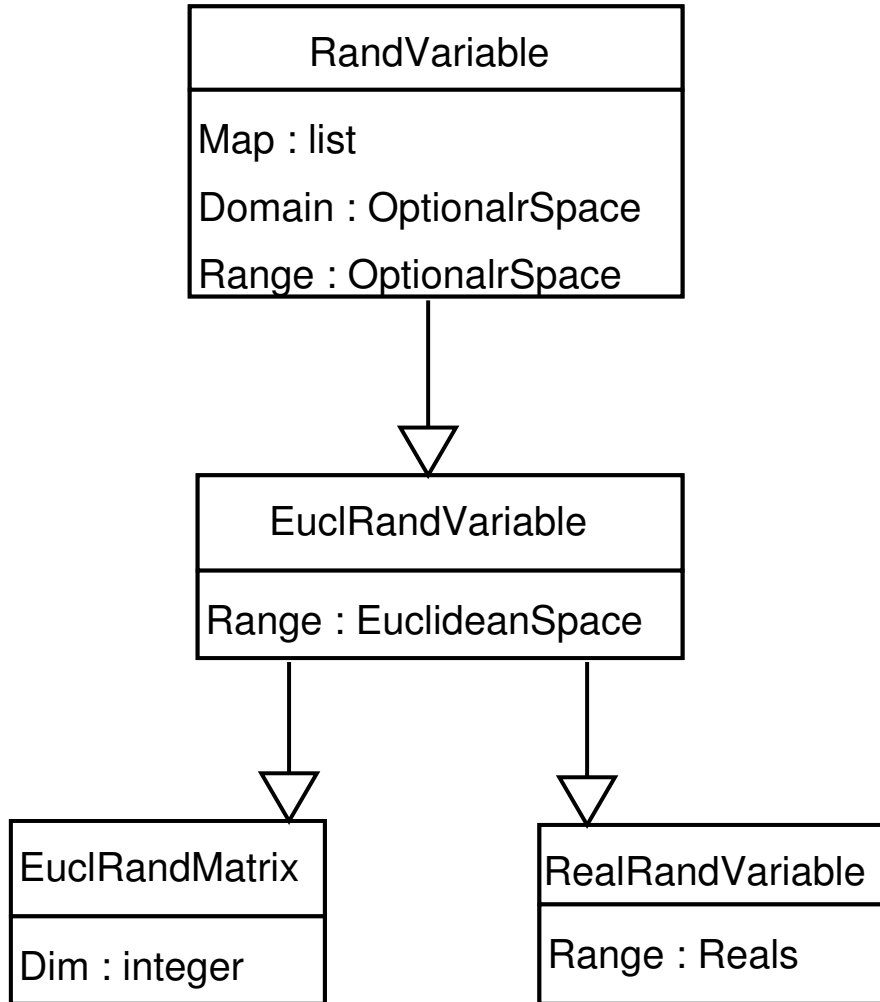 RandVariable
Map : list
Domain : OptionalrSpace
Range : OptionalrSpace
EuclRandVariable
Range : EuclideanSpace
EuclRandMatrix
Dim : integer
RealRandVariable
Range : Reals